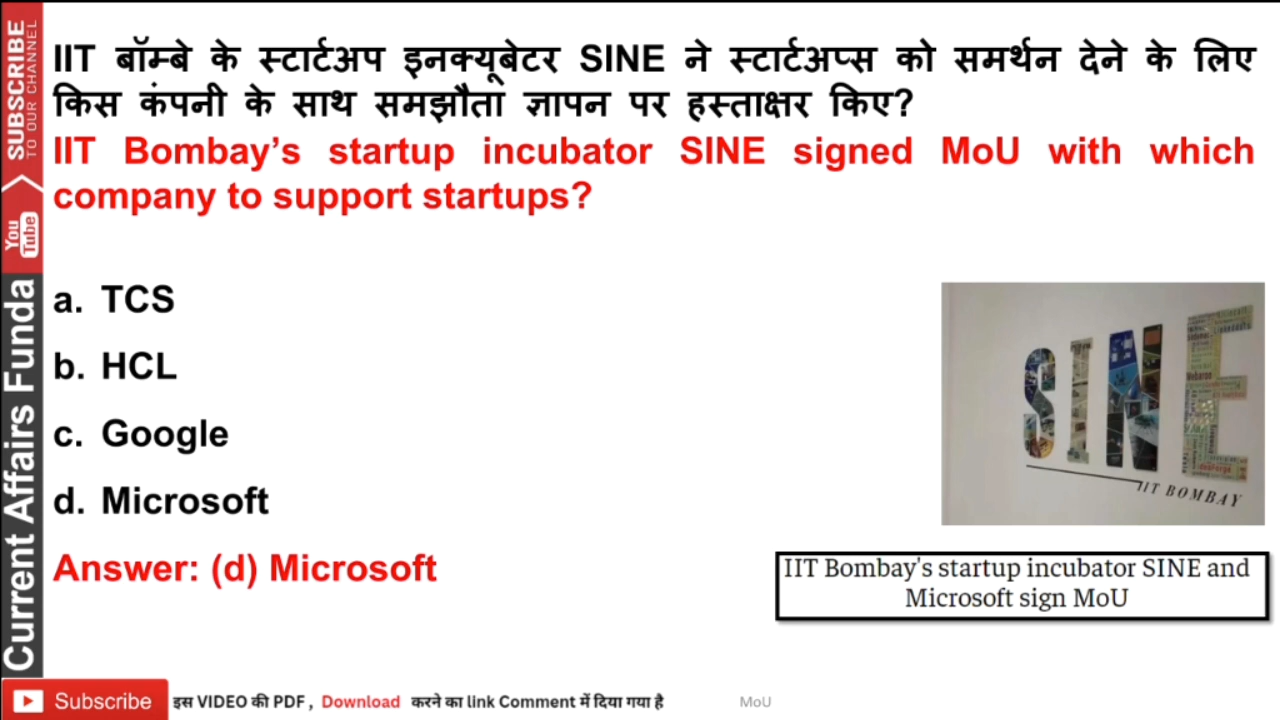 IIT बॉम्बे के स्टार्टअप इनक्यूबेटर SINE ने स्टार्टअप्स को समर्थन देने के लिए
किस कंपनी के साथ समझौता ज्ञापन पर हस्ताक्षर किए?
IIT Bombay’s startup incubator SINE signed MoU with which
company to support startups?
a. TCS
b. HCL
c. Google
d. Microsoft
Answer: (d) Microsoft
SINE
IIT BOMBAY
IIT Bombay's startup incubator SINE and
Microsoft sign MoU
SUBSCRIBE
TO OUR CHANNEL
You
Tube
Current Affairs Funda
Subscribe
इस VIDEO की PDF , Download करने का link Comment में दिया गया है
MoU